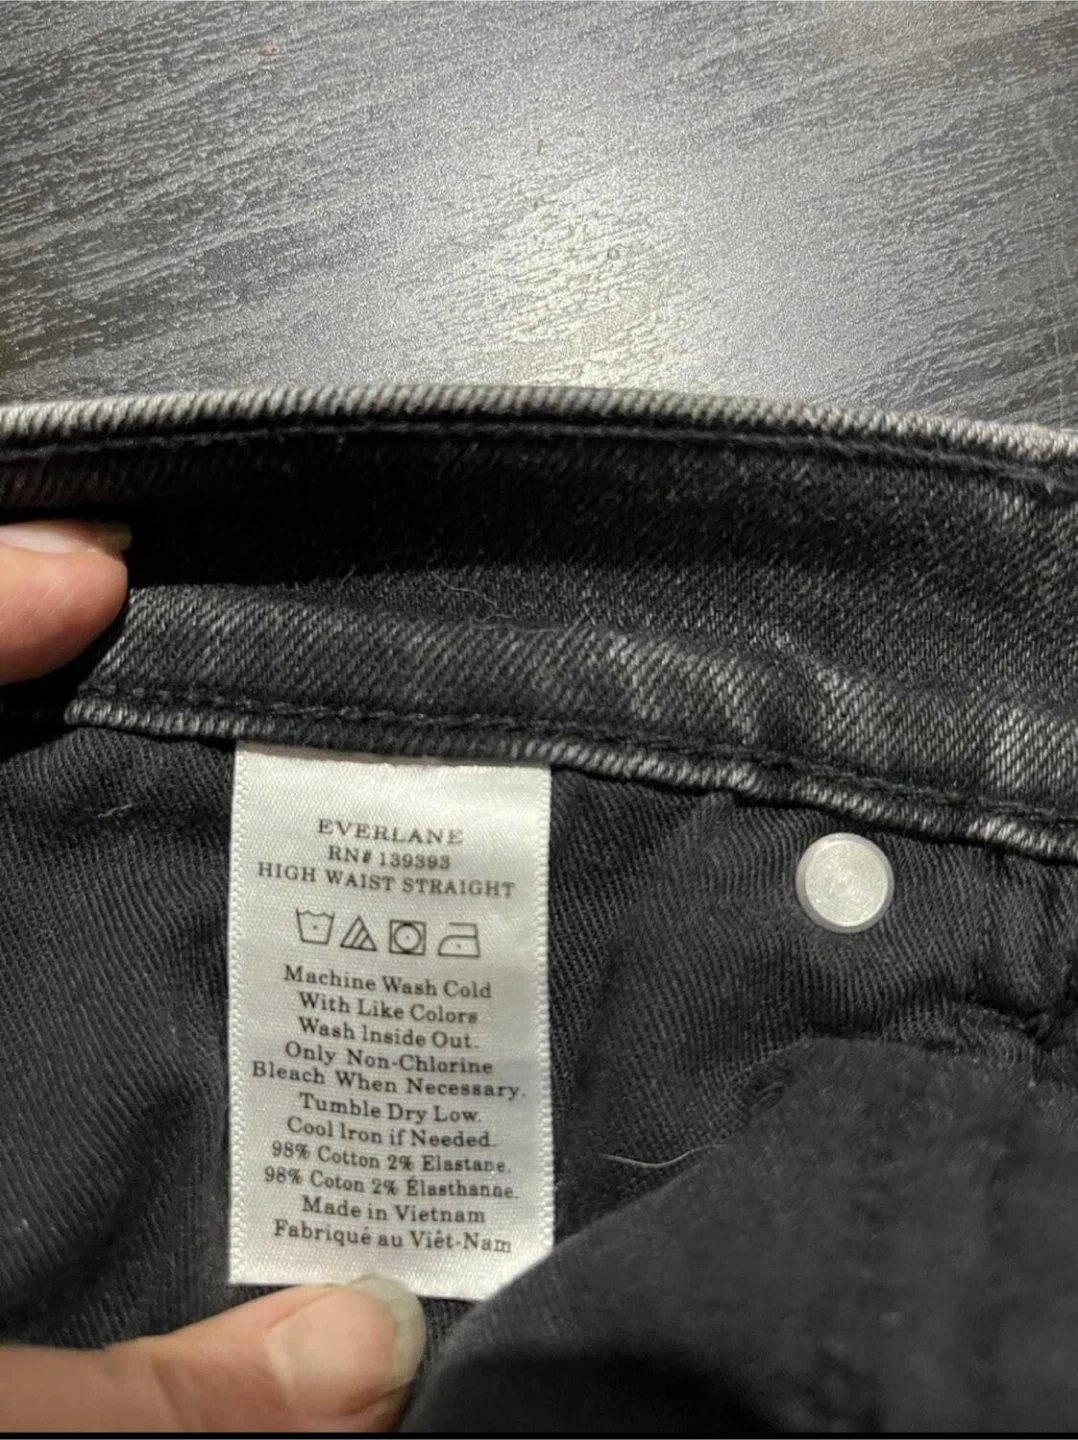 EVERLANE
RN# 139393
HIGH WAIST STRAIGHT
Machine Wash Cold
With Like Colors
Wash Inside Out.
Only Non-Chlorine
Bleach When Necessary.
Tumble Dry Low.
Cool Iron if Needed.
98% Cotton 2% Elastane.
98% Coton 2% Élasthanne.
Made in Vietnam
Fabriqué au Viêt-Nam